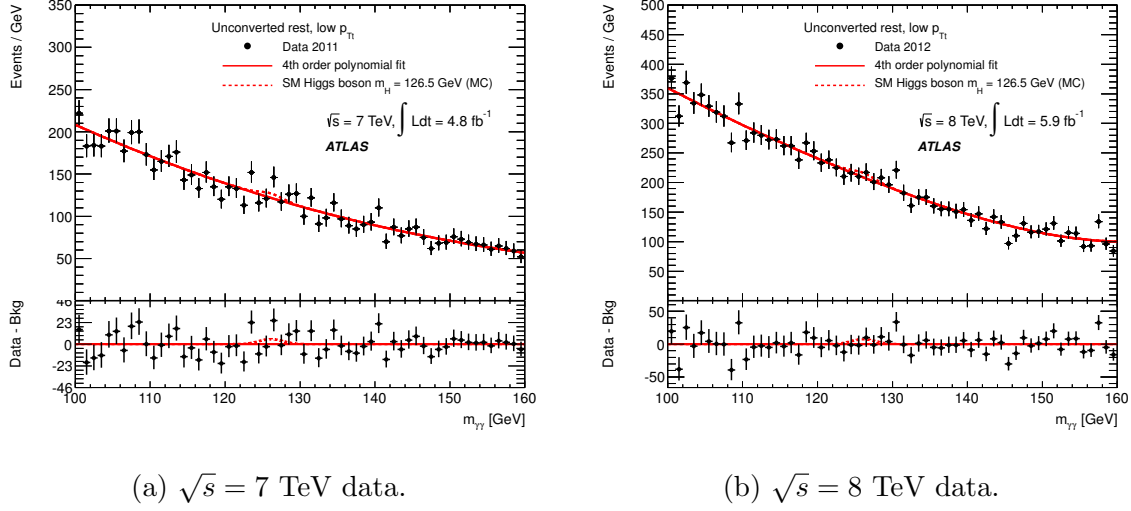 Events / GeV
350
300
250
200
150
100
50
Unconverted rest, low p_Tt
Data 2011
4th order polynomial fit
SM Higgs boson m_H = 126.5 GeV (MC)
√s = 7 TeV, ∫ Ldt = 4.8 fb⁻¹
ATLAS
Data - Bkg
46
23
0
-23
-46
100 110 120 130 140 150 160
m_γγ [GeV]
Events / GeV
500
450
400
350
300
250
200
150
100
50
Unconverted rest, low p_Tt
Data 2012
4th order polynomial fit
SM Higgs boson m_H = 126.5 GeV (MC)
√s = 8 TeV, ∫ Ldt = 5.9 fb⁻¹
ATLAS
Data - Bkg
50
0
-50
100 110 120 130 140 150 160
m_γγ [GeV]
(a) √s = 7 TeV data.
(b) √s = 8 TeV data.